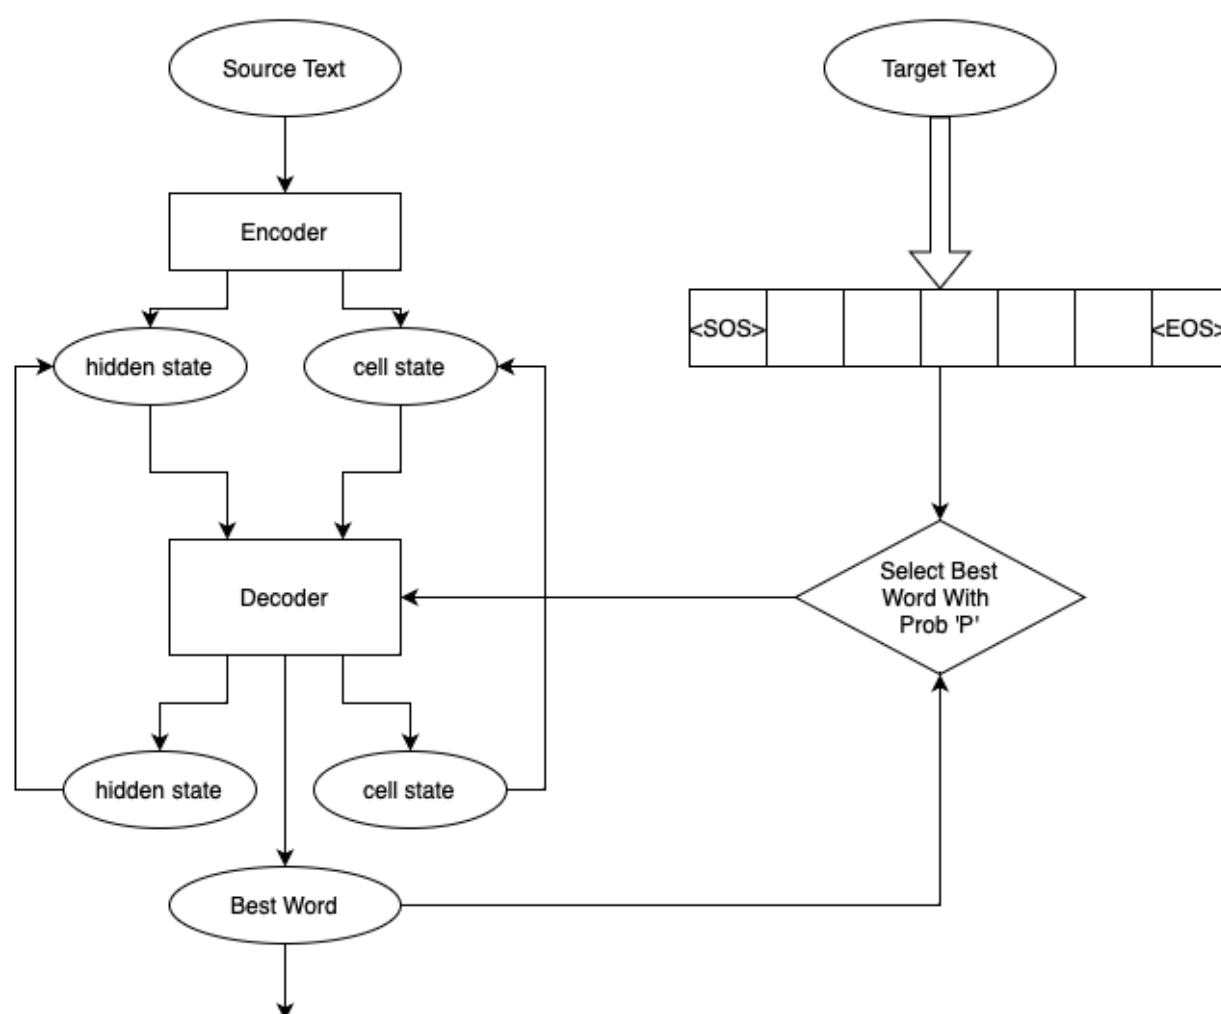 Source Text
Target Text
Encoder
<SOS>
<EOS>
hidden state
cell state
Select Best
Word With
Prob 'P'
Decoder
hidden state
cell state
Best Word